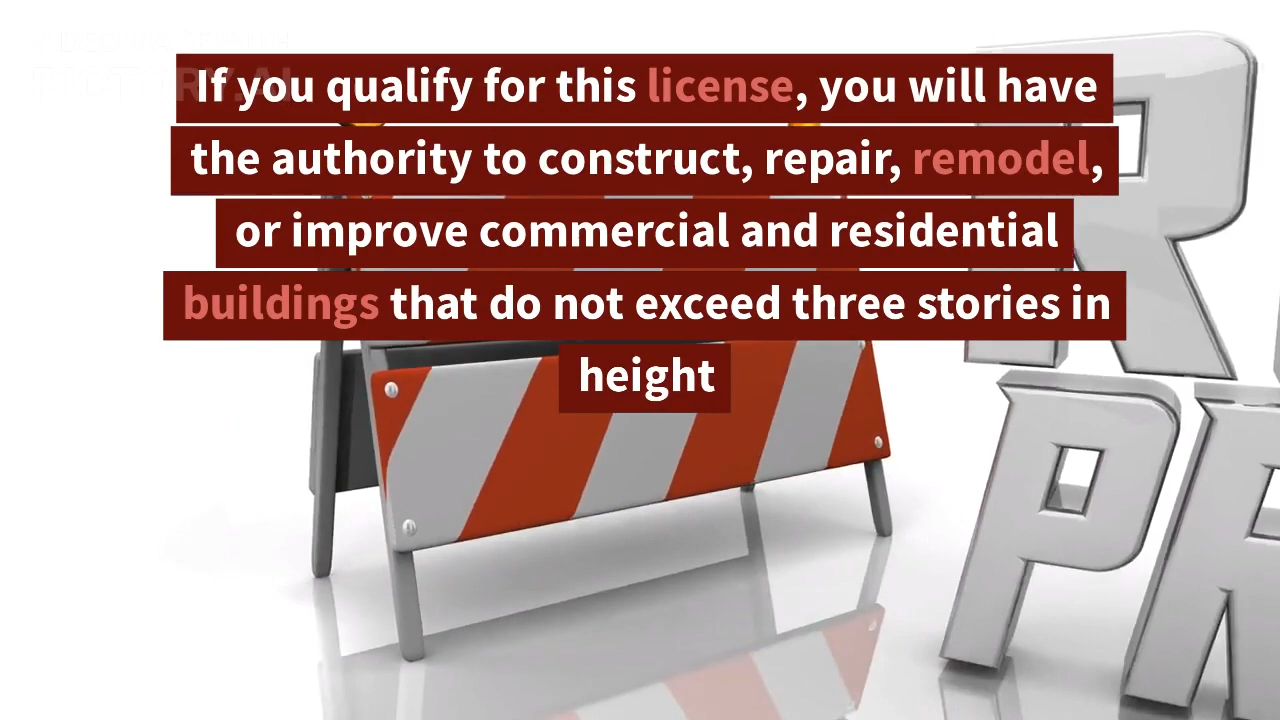 If you qualify for this license, you will have
the authority to construct, repair, remodel,
or improve commercial and residential
buildings that do not exceed three stories in
height
R
P